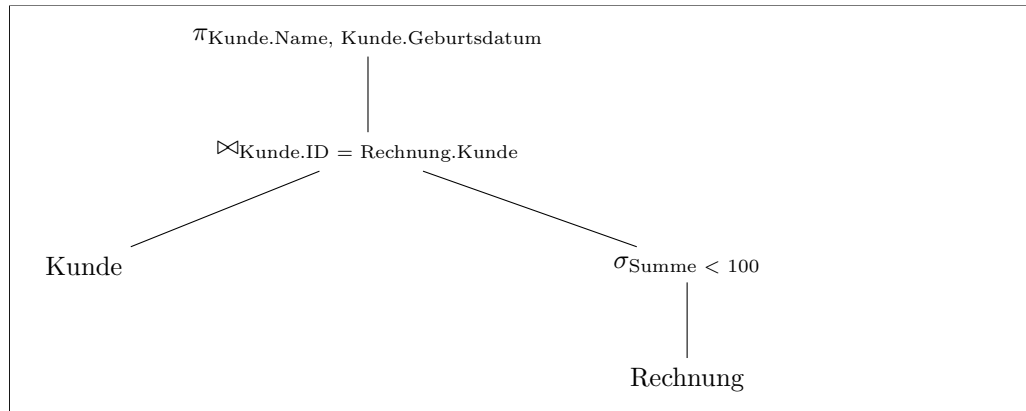 πKunde.Name, Kunde.Geburtsdatum
⋈Kunde.ID = Rechnung.Kunde
Kunde
σSumme < 100
Rechnung